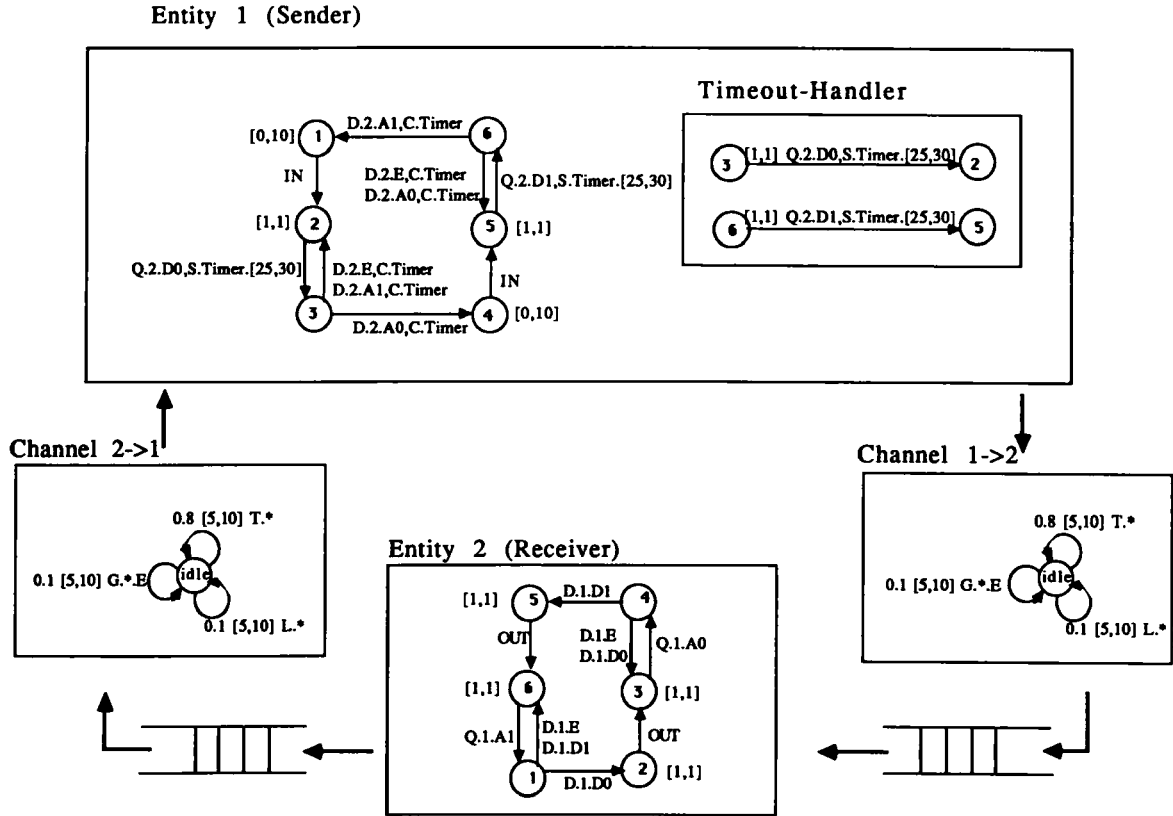 Entity 1 (Sender)
Timeout-Handler
[0,10] 1 D.2.A1,C.Timer 6
IN
D.2.E,C.Timer
D.2.A0,C.Timer
Q.2.D1,S.Timer.[25,30]
[1,1] 2
5 [1,1]
Q.2.D0,S.Timer.[25,30]
D.2.E,C.Timer
D.2.A1,C.Timer
IN
3 D.2.A0,C.Timer 4 [0,10]
3 [1,1] Q.2.D0,S.Timer.[25,30] 2
6 [1,1] Q.2.D1,S.Timer.[25,30] 5
Channel 2->1
0.8 [5,10] T.*
idle
0.1 [5,10] G.*.E
0.1 [5,10] L.*
Channel 1->2
0.8 [5,10] T.*
idle
0.1 [5,10] G.*.E
0.1 [5,10] L.*
Entity 2 (Receiver)
[1,1] 5 D.1.D1 4
OUT
D.1.E
D.1.D0
Q.1.A0
[1,1] 6
3 [1,1]
Q.1.A1
D.1.E
D.1.D1
OUT
1 D.1.D0 2 [1,1]